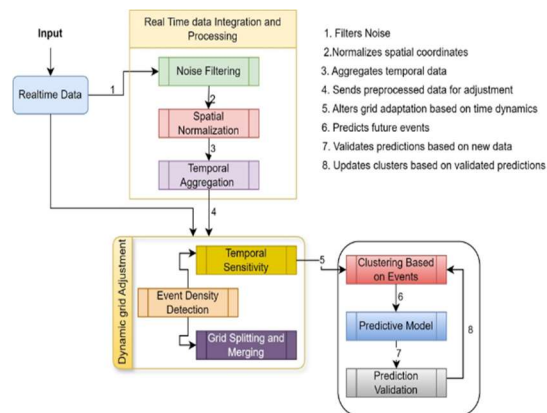 Input
Realtime Data
Real Time data Integration and
Processing
Noise Filtering
Spatial
Normalization
Temporal
Aggregation
1
2
3
4
1. Filters Noise
2.Normalizes spatial coordinates
3. Aggregates temporal data
4. Sends preprocessed data for adjustment
5. Alters grid adaptation based on time dynamics
6. Predicts future events
7. Validates predictions based on new data
8. Updates clusters based on validated predictions
Dynamic grid Adjustment
Temporal
Sensitivity
Event Density
Detection
Grid Splitting and
Merging
5
Clustering Based
on Events
6
Predictive Model
7
Prediction
Validation
8